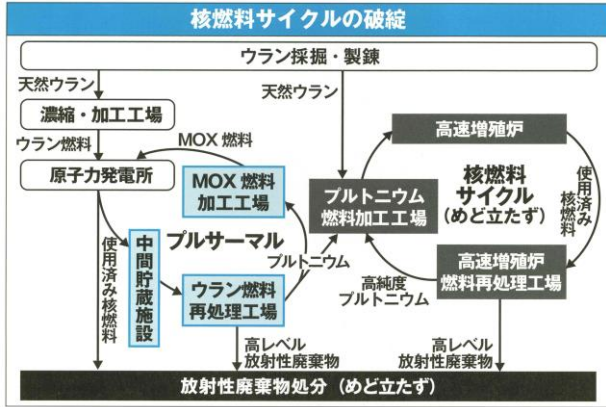 核燃料サイクルの破綻
ウラン採掘・製錬
天然ウラン
天然ウラン
濃縮・加工工場
ウラン燃料
原子力発電所
MOX 燃料
MOX 燃料
加工工場
プルサーマル
使用済み核燃料
中間貯蔵施設
ウラン燃料
再処理工場
プルトニウム
高レベル
放射性廃棄物
プルトニウム
燃料加工工場
高速増殖炉
核燃料
サイクル
(めど立たず)
使用済み
核燃料
高速増殖炉
燃料再処理工場
高純度
プルトニウム
高レベル
放射性廃棄物
放射性廃棄物処分(めど立たず)